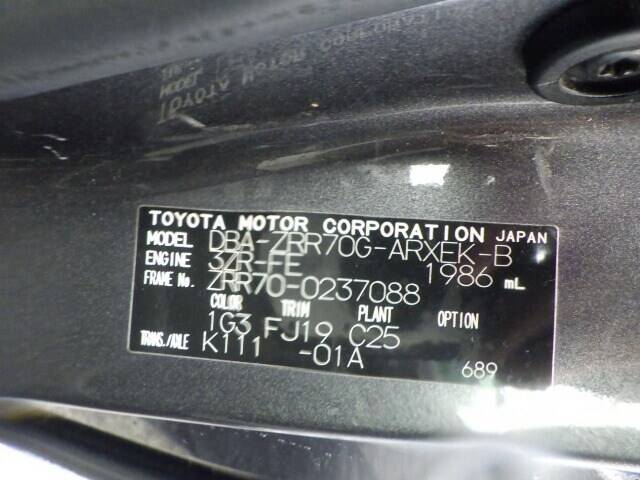 TOYOTA MOTOR CORPORATION JAPAN
MODEL DBA-ZRR70G-ARXEK-B
ENGINE 3ZR-FE 1986 mL
FRAME No. ZRR70-0237088
COLOR TRIM PLANT OPTION
1G3 FJ19 C25
TRANS./AXLE K111 -01A
689